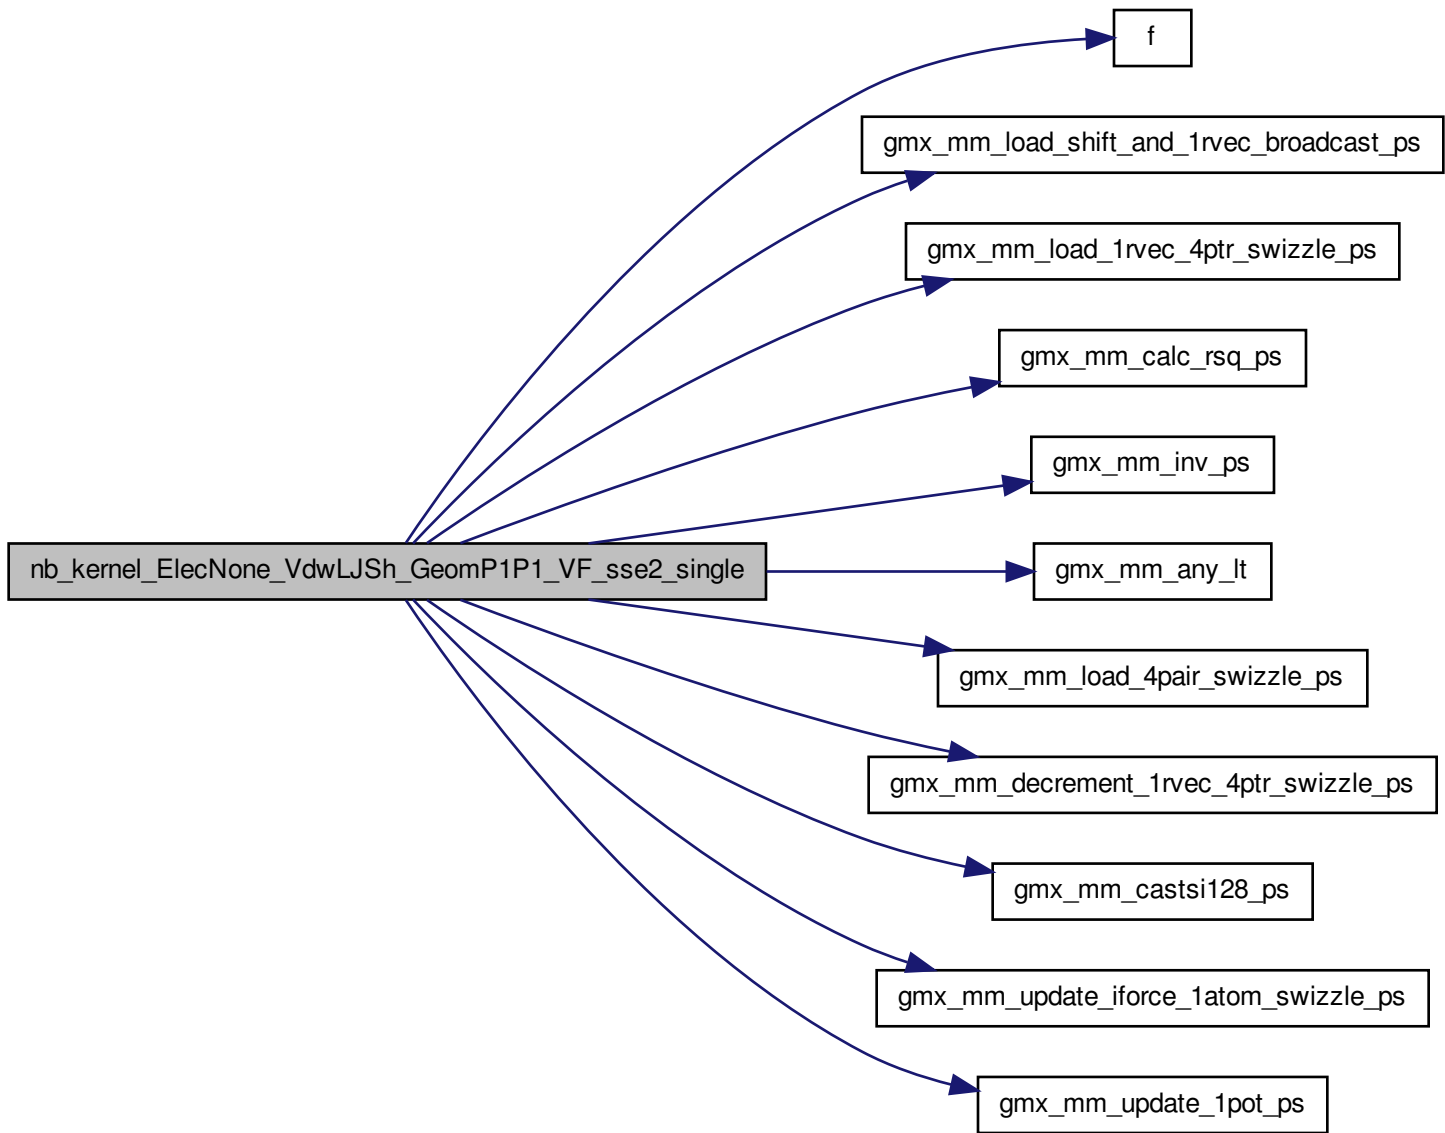 f
gmx_mm_load_shift_and_1rvec_broadcast_ps
gmx_mm_load_1rvec_4ptr_swizzle_ps
gmx_mm_calc_rsq_ps
gmx_mm_inv_ps
nb_kernel_ElecNone_VdwLJSh_GeomP1P1_VF_sse2_single
gmx_mm_any_lt
gmx_mm_load_4pair_swizzle_ps
gmx_mm_decrement_1rvec_4ptr_swizzle_ps
gmx_mm_castsi128_ps
gmx_mm_update_iforce_1atom_swizzle_ps
gmx_mm_update_1pot_ps